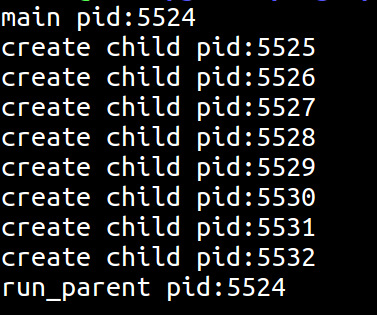 main pid:5524
create child pid:5525
create child pid:5526
create child pid:5527
create child pid:5528
create child pid:5529
create child pid:5530
create child pid:5531
create child pid:5532
run_parent pid:5524